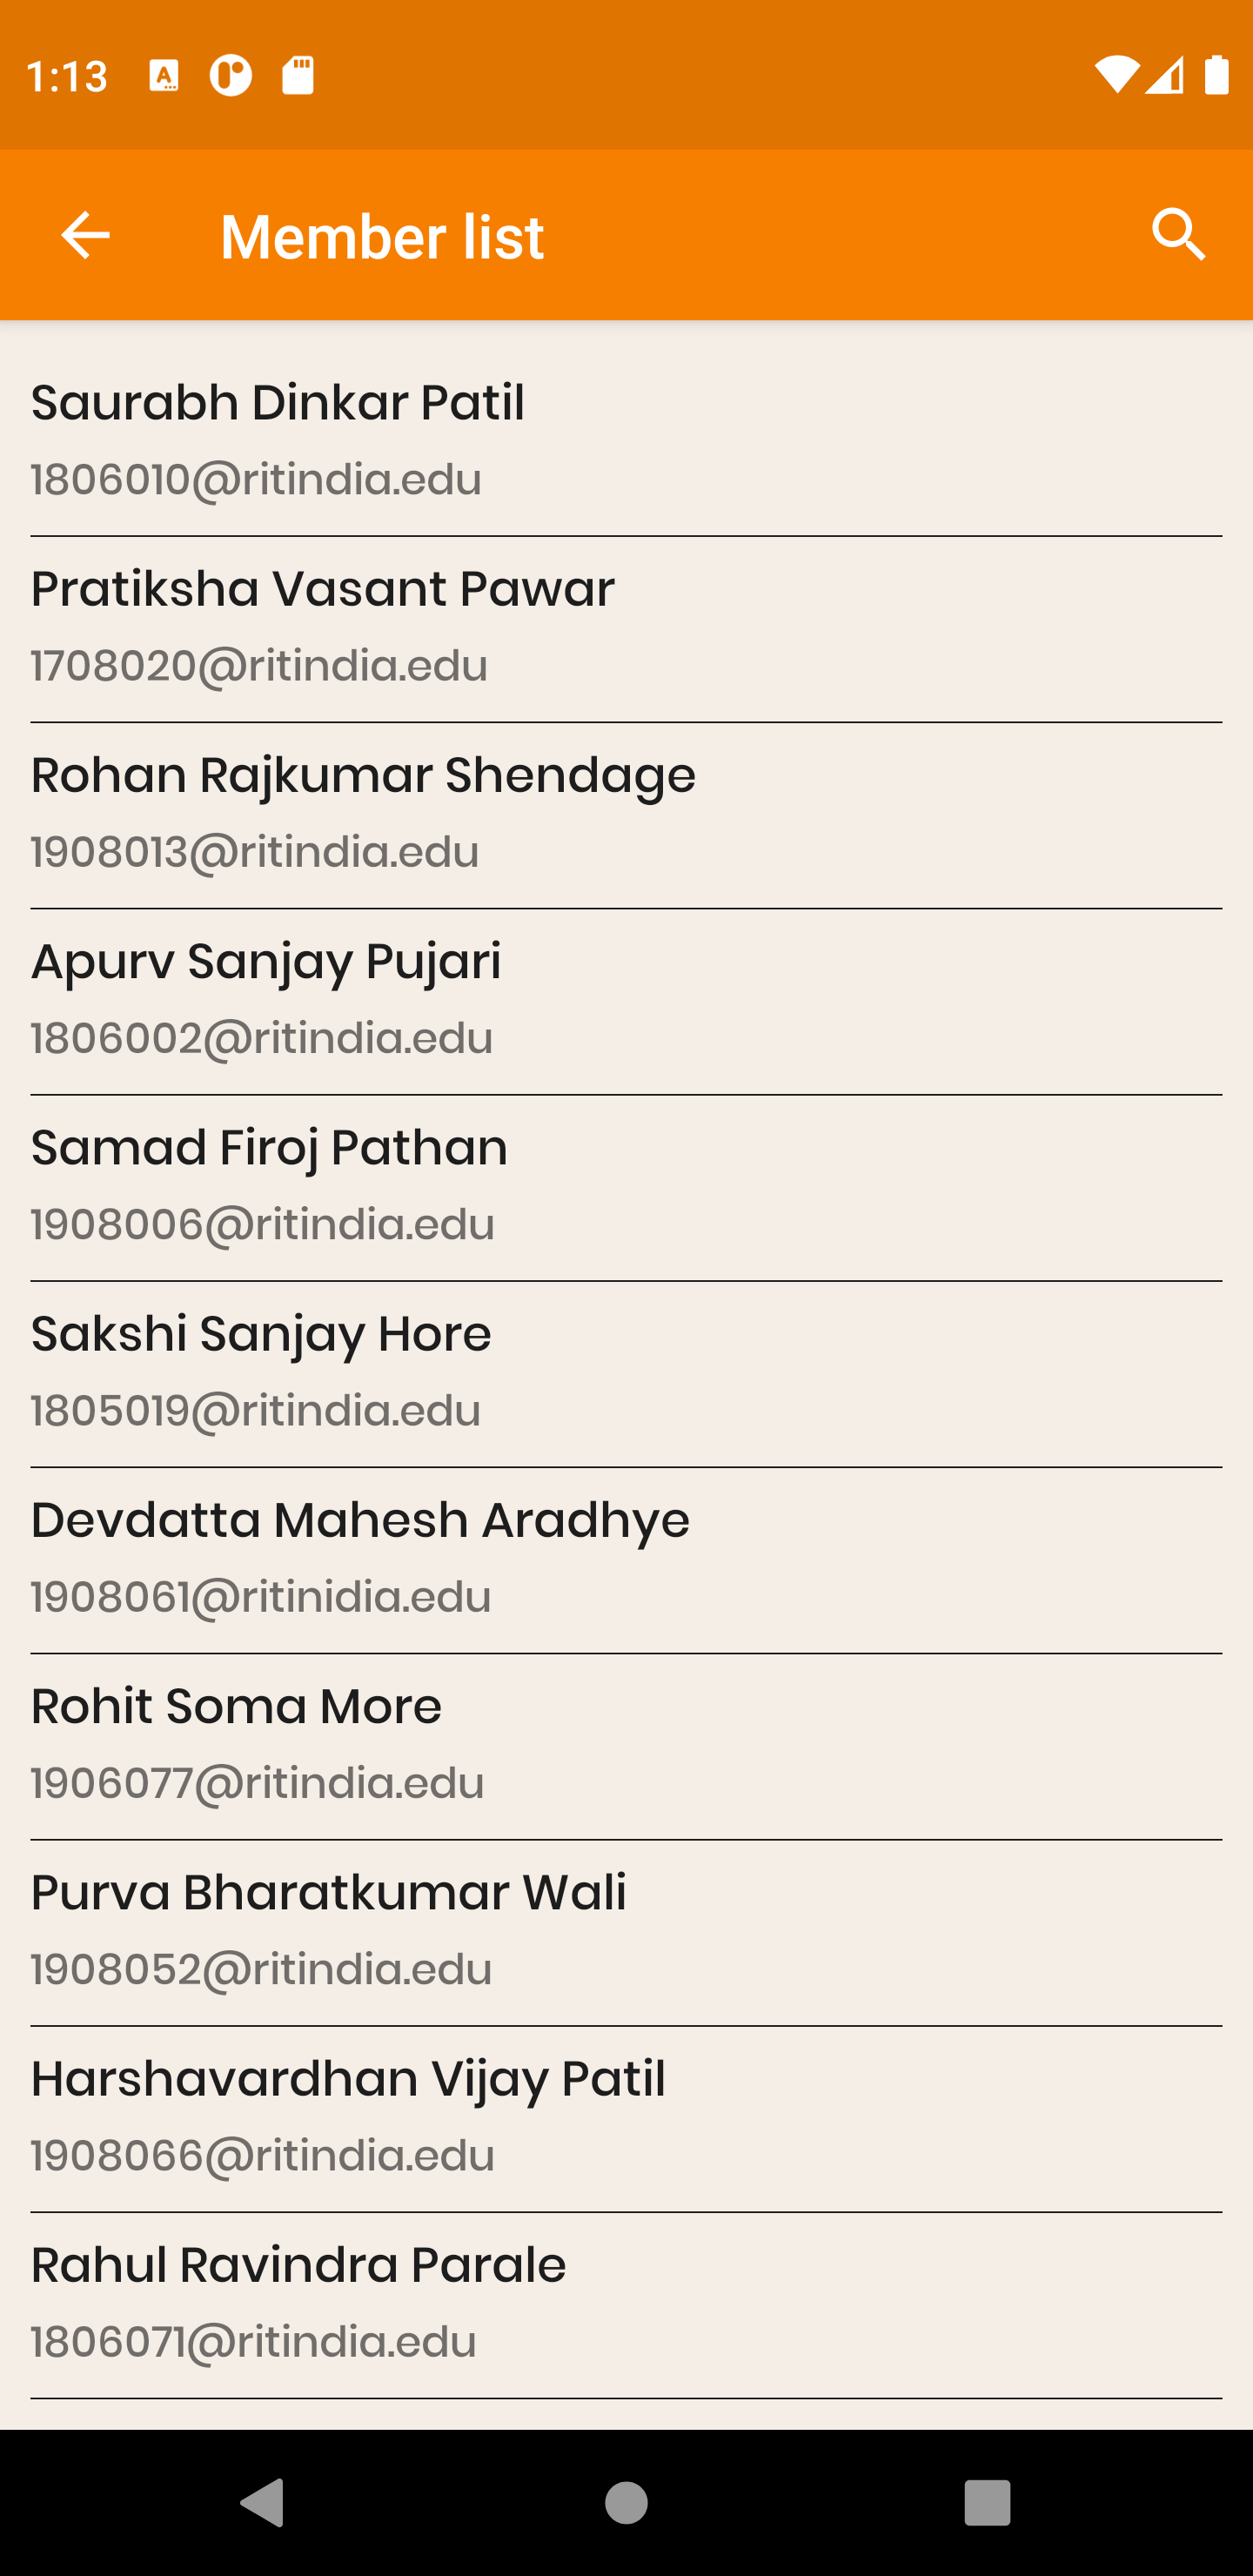 1:13
Member list
Saurabh Dinkar Patil
1806010@ritindia.edu
Pratiksha Vasant Pawar
1708020@ritindia.edu
Rohan Rajkumar Shendage
1908013@ritindia.edu
Apurv Sanjay Pujari
1806002@ritindia.edu
Samad Firoj Pathan
1908006@ritindia.edu
Sakshi Sanjay Hore
1805019@ritindia.edu
Devdatta Mahesh Aradhye
1908061@ritinidia.edu
Rohit Soma More
1906077@ritindia.edu
Purva Bharatkumar Wali
1908052@ritindia.edu
Harshavardhan Vijay Patil
1908066@ritindia.edu
Rahul Ravindra Parale
1806071@ritindia.edu